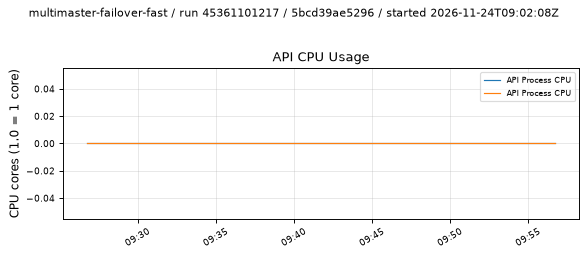 multimaster-failover-fast / run 45361101217 / 5bcd39ae5296 / started 2026-11-24T09:02:08Z
API CPU Usage
API Process CPU
API Process CPU
CPU cores (1.0 = 1 core)
0.04
0.02
0.00
−0.02
−0.04
09:30
09:35
09:40
09:45
09:50
09:55